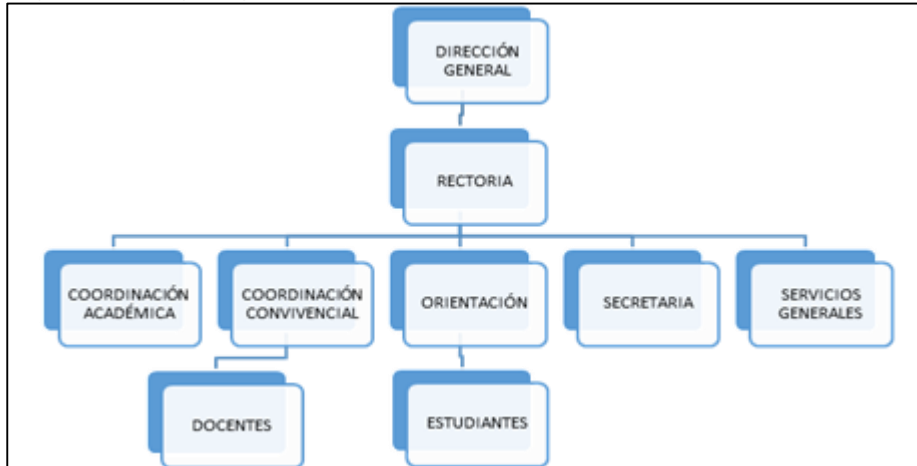 DIRECCIÓN
GENERAL
RECTORIA
COORDINACIÓN
ACADÉMICA
COORDINACIÓN
CONVIVENCIAL
ORIENTACIÓN
SECRETARIA
SERVICIOS
GENERALES
DOCENTES
ESTUDIANTES